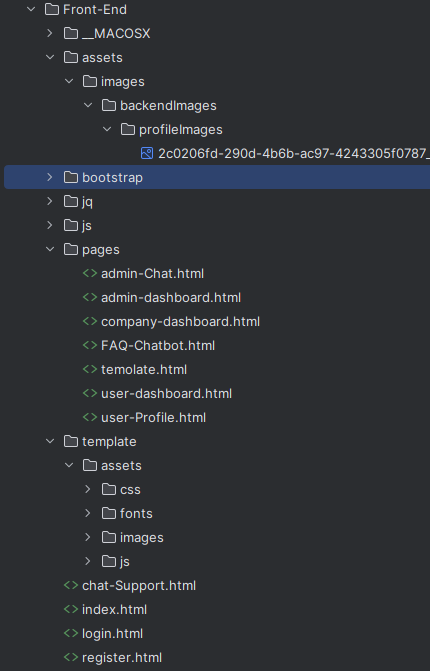 Front-End
__MACOSX
assets
images
backendImages
profileImages
2c0206fd-290d-4b6b-ac97-4243305f0787_
bootstrap
jq
js
pages
admin-Chat.html
admin-dashboard.html
company-dashboard.html
FAQ-Chatbot.html
temolate.html
user-dashboard.html
user-Profile.html
template
assets
css
fonts
images
js
chat-Support.html
index.html
login.html
register.html